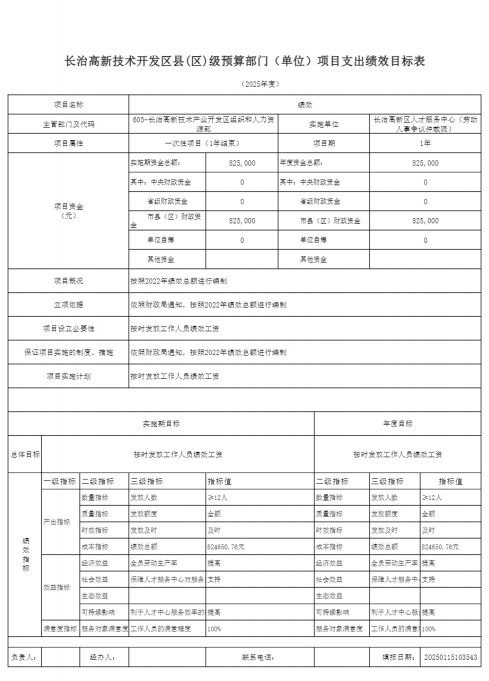 长治高新技术开发区县(区)级预算部门（单位）项目支出绩效目标表
（2025年度）
项目名称 绩效
主管部门及代码 605-长治高新技术产业开发区组织和人力资源部 实施单位 长治高新区人才服务中心（劳动人事争议仲裁院）
项目属性 一次性项目（1年结束） 项目期 1年
项目资金（元） 实施期资金总额： 825,000 年度资金总额： 825,000
其中：中央财政资金 0 其中：中央财政资金 0
省级财政资金 0 省级财政资金 0
市县（区）财政资金 825,000 市县（区）财政资金 825,000
单位自筹 0 单位自筹 0
其他资金 其他资金
项目概况 按照2022年绩效总额进行编制
立项依据 依照财政局通知，按照2022年绩效总额进行编制
项目设立必要性 按时发放工作人员绩效工资
保证项目实施的制度、措施 依照财政局通知，按照2022年绩效总额进行编制
项目实施计划 按时发放工作人员绩效工资
实施期目标 年度目标
总体目标 按时发放工作人员绩效工资 按时发放工作人员绩效工资
绩效指标 一级指标 二级指标 三级指标 指标值 二级指标 三级指标 指标值
产出指标 数量指标 发放人数 ≥12人 数量指标 发放人数 ≥12人
质量指标 发放额度 全额 质量指标 发放额度 全额
时效指标 发放及时 及时 时效指标 发放及时 及时
成本指标 绩效总额 824650.76元 成本指标 绩效总额 824650.76元
效益指标 经济效益 全员劳动生产率 提高 经济效益 全员劳动生产率 提高
社会效益 保障人才服务中心对服务 支持 社会效益 保障人才服务中 支持
生态效益 生态效益
可持续影响 利于人才中心服务效率的 提高 可持续影响 利于人才中心服 提高
满意度指标 服务对象满意度 工作人员的满意程度 100% 服务对象满意度 工作人员的满意 100%
负责人： 经办人： 联系电话： 填报日期： 20250115103543